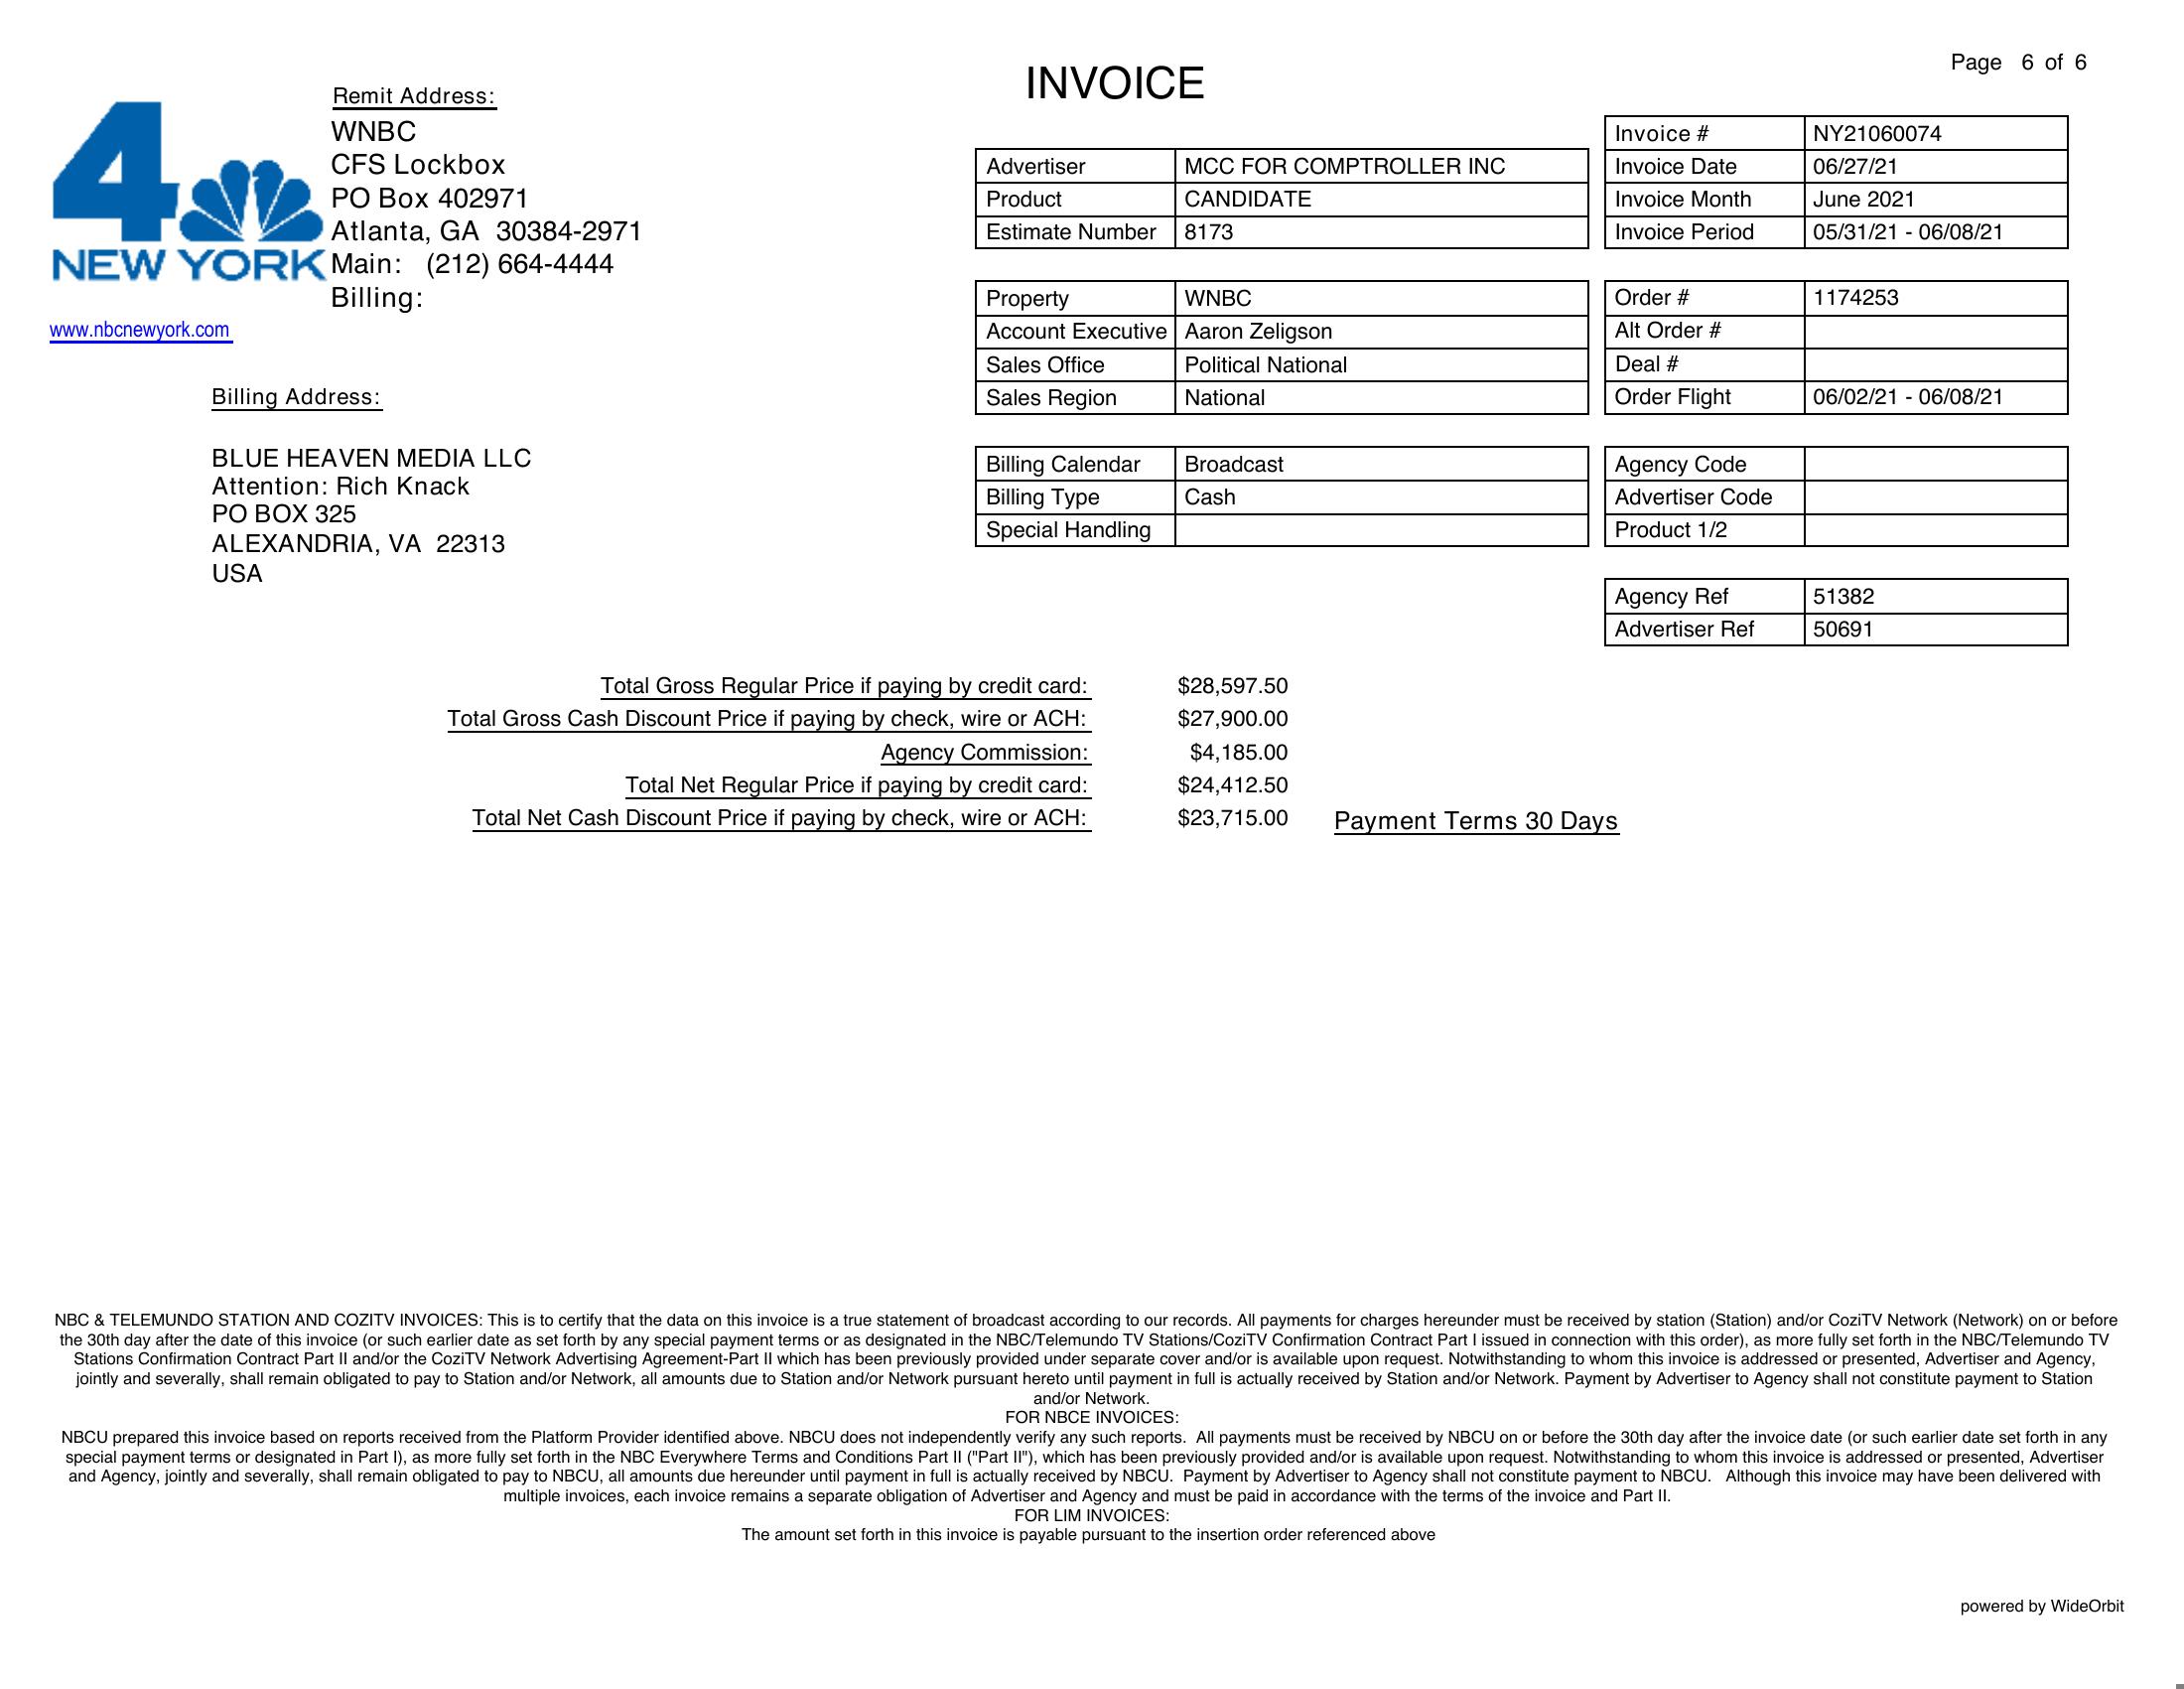 Page 6 of 6
INVOICE
4
NEW YORK
www.nbcnewyork.com
Remit Address:
WNBC
CFS Lockbox
PO Box 402971
Atlanta, GA 30384-2971
Main: (212) 664-4444
Billing:
Billing Address:
BLUE HEAVEN MEDIA LLC
Attention: Rich Knack
PO BOX 325
ALEXANDRIA, VA 22313
USA
Advertiser MCC FOR COMPTROLLER INC
Product CANDIDATE
Estimate Number 8173
Property WNBC
Account Executive Aaron Zeligson
Sales Office Political National
Sales Region National
Billing Calendar Broadcast
Billing Type Cash
Special Handling
Invoice # NY21060074
Invoice Date 06/27/21
Invoice Month June 2021
Invoice Period 05/31/21 - 06/08/21
Order # 1174253
Alt Order #
Deal #
Order Flight 06/02/21 - 06/08/21
Agency Code
Advertiser Code
Product 1/2
Agency Ref 51382
Advertiser Ref 50691
Total Gross Regular Price if paying by credit card: $28,597.50
Total Gross Cash Discount Price if paying by check, wire or ACH: $27,900.00
Agency Commission: $4,185.00
Total Net Regular Price if paying by credit card: $24,412.50
Total Net Cash Discount Price if paying by check, wire or ACH: $23,715.00 Payment Terms 30 Days
NBC & TELEMUNDO STATION AND COZITV INVOICES: This is to certify that the data on this invoice is a true statement of broadcast according to our records. All payments for charges hereunder must be received by station (Station) and/or CoziTV Network (Network) on or before
the 30th day after the date of this invoice (or such earlier date as set forth by any special payment terms or as designated in the NBC/Telemundo TV Stations/CoziTV Confirmation Contract Part I issued in connection with this order), as more fully set forth in the NBC/Telemundo TV
Stations Confirmation Contract Part II and/or the CoziTV Network Advertising Agreement-Part II which has been previously provided under separate cover and/or is available upon request. Notwithstanding to whom this invoice is addressed or presented, Advertiser and Agency,
jointly and severally, shall remain obligated to pay to Station and/or Network, all amounts due to Station and/or Network pursuant hereto until payment in full is actually received by Station and/or Network. Payment by Advertiser to Agency shall not constitute payment to Station
and/or Network.
FOR NBCE INVOICES:
NBCU prepared this invoice based on reports received from the Platform Provider identified above. NBCU does not independently verify any such reports. All payments must be received by NBCU on or before the 30th day after the invoice date (or such earlier date set forth in any
special payment terms or designated in Part I), as more fully set forth in the NBC Everywhere Terms and Conditions Part II ("Part II"), which has been previously provided and/or is available upon request. Notwithstanding to whom this invoice is addressed or presented, Advertiser
and Agency, jointly and severally, shall remain obligated to pay to NBCU, all amounts due hereunder until payment in full is actually received by NBCU. Payment by Advertiser to Agency shall not constitute payment to NBCU. Although this invoice may have been delivered with
multiple invoices, each invoice remains a separate obligation of Advertiser and Agency and must be paid in accordance with the terms of the invoice and Part II.
FOR LIM INVOICES:
The amount set forth in this invoice is payable pursuant to the insertion order referenced above
powered by WideOrbit